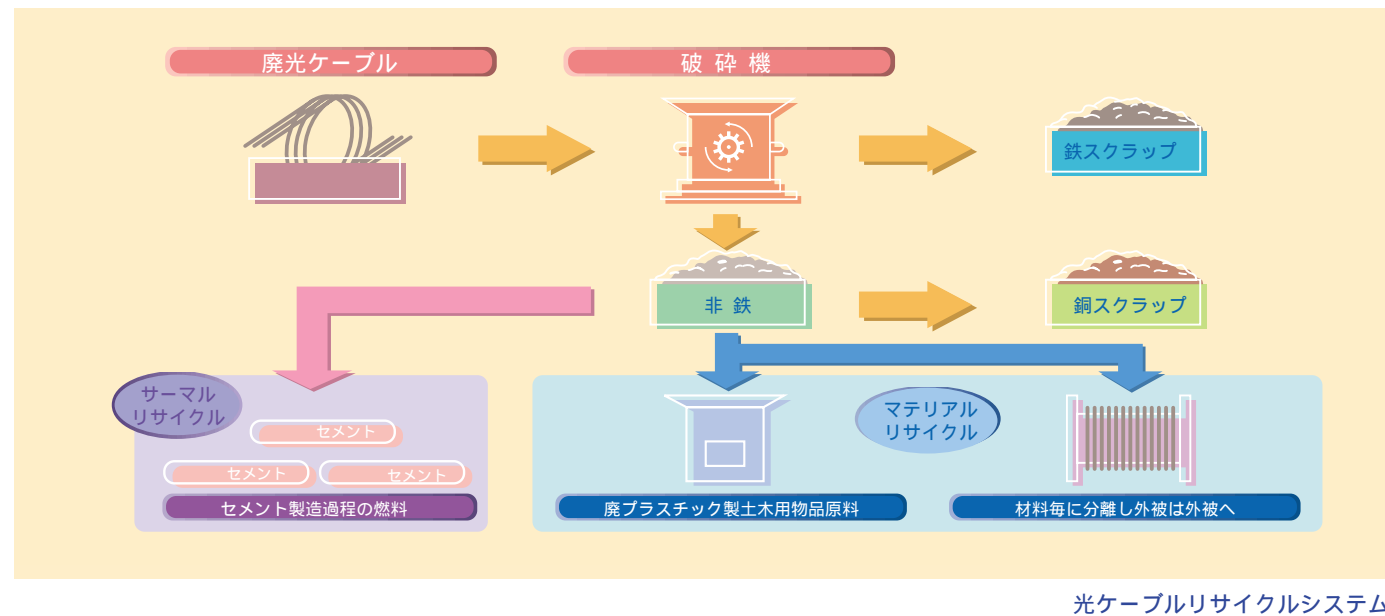 廃光ケーブル
破 砕 機
鉄スクラップ
非 鉄
銅スクラップ
サーマル
リサイクル
セメント
セメント
セメント
セメント製造過程の燃料
マテリアル
リサイクル
廃プラスチック製土木用物品原料
材料毎に分離し外被は外被へ
光ケーブルリサイクルシステム